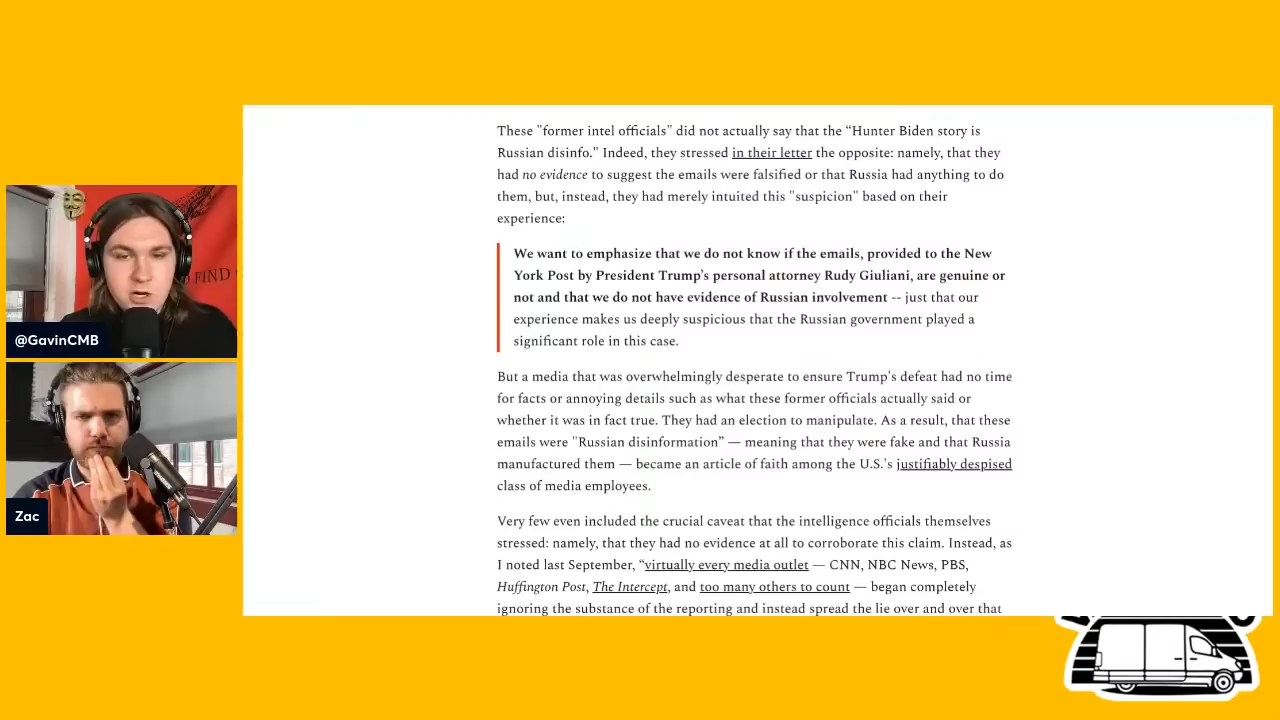 These "former intel officials" did not actually say that the “Hunter Biden story is
Russian disinfo." Indeed, they stressed in their letter the opposite: namely, that they
had no evidence to suggest the emails were falsified or that Russia had anything to do
them, but, instead, they had merely intuited this "suspicion" based on their
experience:
We want to emphasize that we do not know if the emails, provided to the New
York Post by President Trump’s personal attorney Rudy Giuliani, are genuine or
not and that we do not have evidence of Russian involvement -- just that our
experience makes us deeply suspicious that the Russian government played a
significant role in this case.
But a media that was overwhelmingly desperate to ensure Trump's defeat had no time
for facts or annoying details such as what these former officials actually said or
whether it was in fact true. They had an election to manipulate. As a result, that these
emails were "Russian disinformation” — meaning that they were fake and that Russia
manufactured them — became an article of faith among the U.S.'s justifiably despised
class of media employees.
Very few even included the crucial caveat that the intelligence officials themselves
stressed: namely, that they had no evidence at all to corroborate this claim. Instead, as
I noted last September, “virtually every media outlet — CNN, NBC News, PBS,
Huffington Post, The Intercept, and too many others to count — began completely
ignoring the substance of the reporting and instead spread the lie over and over that
FIND
@GavinCMB
Zac